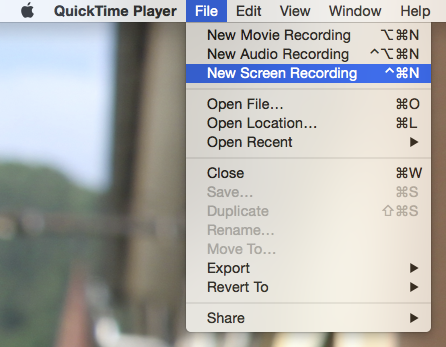 QuickTime Player File Edit View Window Help
New Movie Recording ⌥⌘N
New Audio Recording ^⌥⌘N
New Screen Recording ^⌘N
Open File… ⌘O
Open Location… ⌘L
Open Recent ▶
Close ⌘W
Save… ⌘S
Duplicate ⇧⌘S
Rename…
Move To…
Export ▶
Revert To ▶
Share ▶